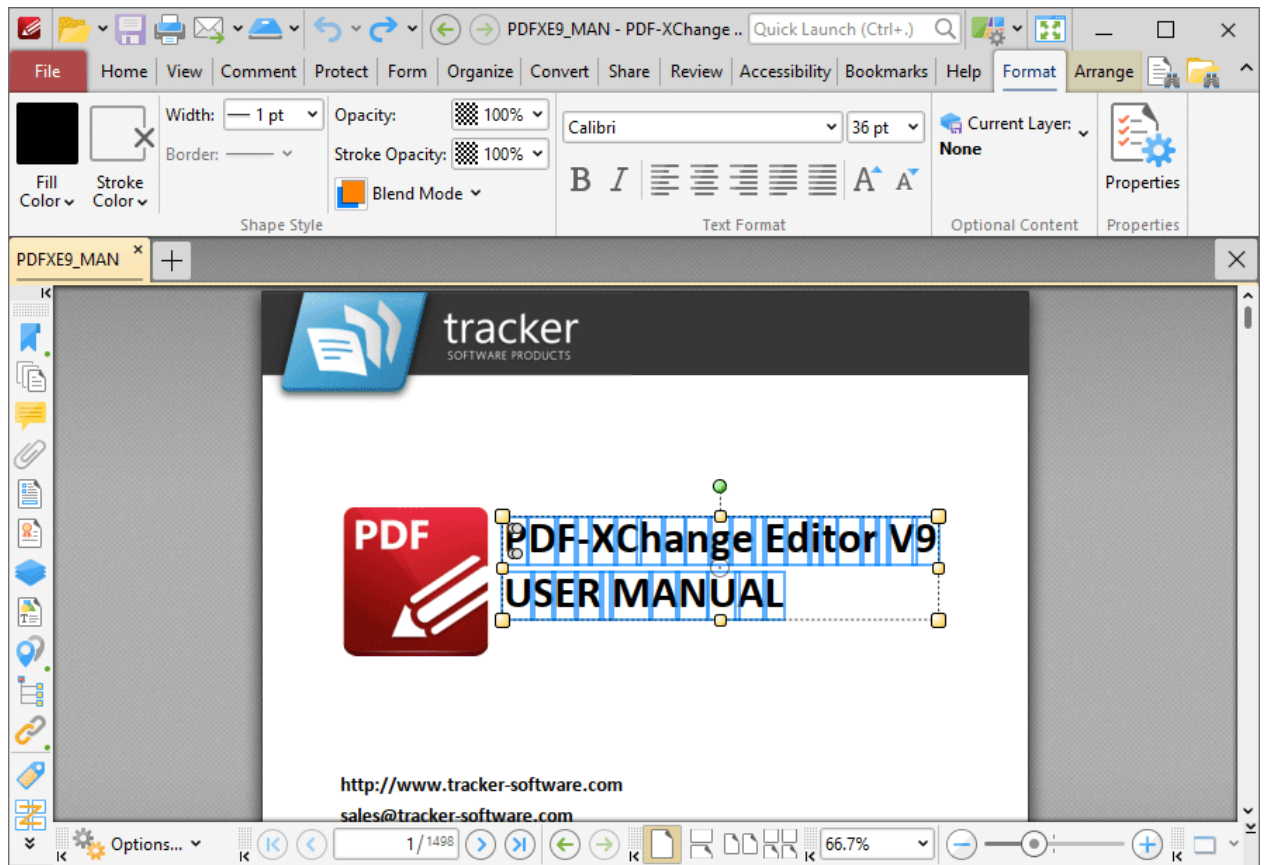 PDFXE9_MAN - PDF-XChange .. Quick Launch (Ctrl+.)
File Home View Comment Protect Form Organize Convert Share Review Accessibility Bookmarks Help Format Arrange
Width: 1 pt Opacity: 100% Calibri 36 pt Current Layer:
Border: Stroke Opacity: 100% None
Fill Color Stroke Color Blend Mode B I A A Properties
Shape Style Text Format Optional Content Properties
PDFXE9_MAN
tracker
SOFTWARE PRODUCTS
PDF
PDF-XChange Editor V9
USER MANUAL
http://www.tracker-software.com
sales@tracker-software.com
Options... 1/1498 66.7%